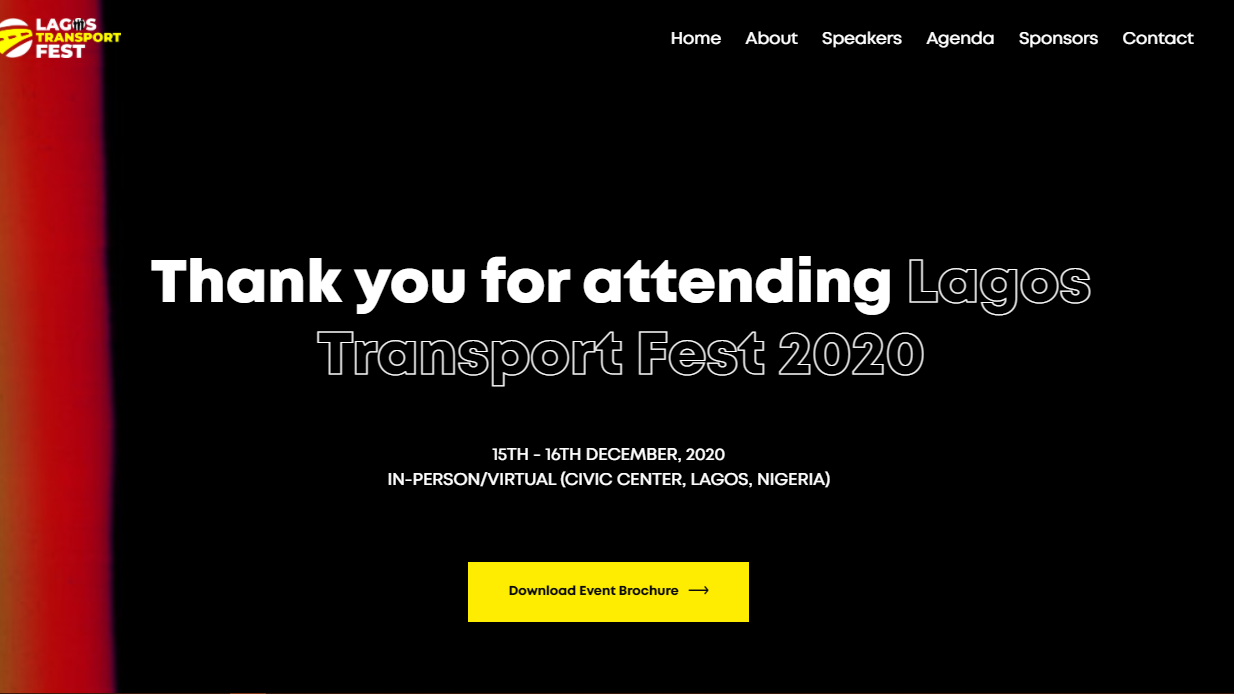 LAGOS
TRANSPORT
FEST
Home About Speakers Agenda Sponsors Contact
Thank you for attending Lagos
Transport Fest 2020
15TH - 16TH DECEMBER, 2020
IN-PERSON/VIRTUAL (CIVIC CENTER, LAGOS, NIGERIA)
Download Event Brochure